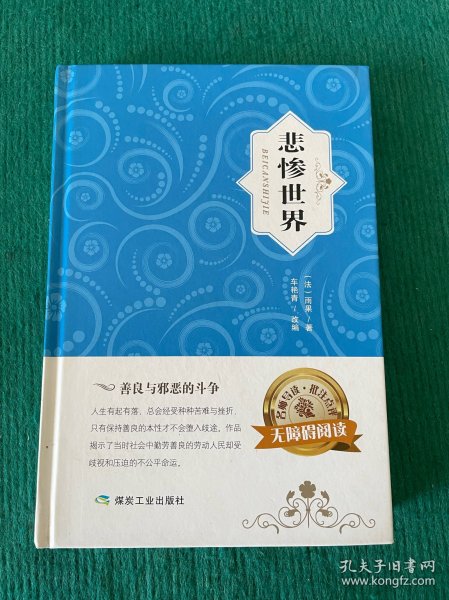 悲惨世界
BEICANSHIJIE
（法）雨果／著
车艳青／改编
善良与邪恶的斗争
人生有起有落，总会经受种种苦难与挫折，
只有保持善良的本性才不会堕入歧途。作品
揭示了当时社会中勤劳善良的劳动人民却受
歧视和压迫的不公平命运。
名师导读·批注点评
无障碍阅读
煤炭工业出版社
孔夫子旧书网
www.kongfz.com